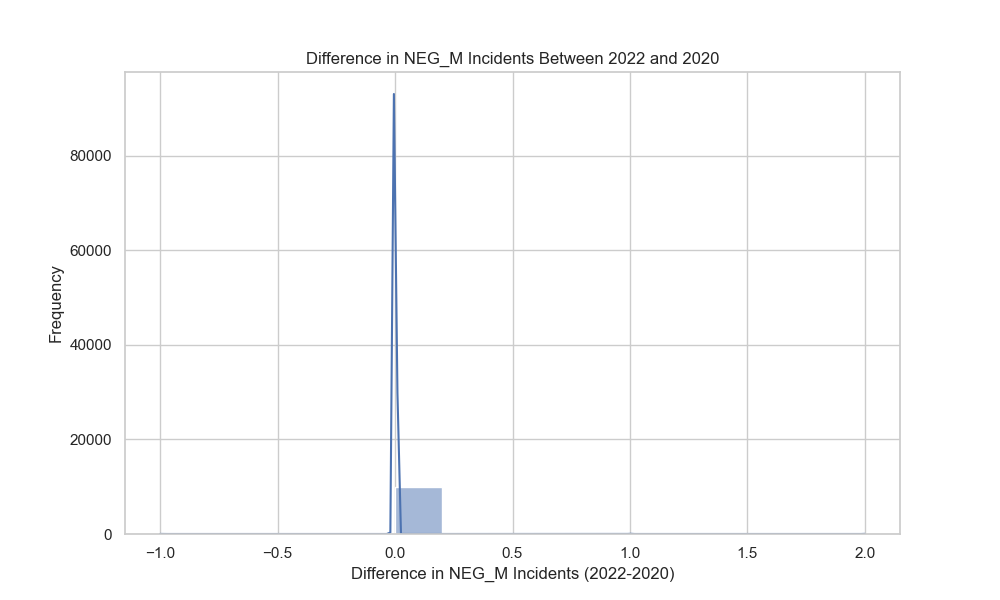 Difference in NEG_M Incidents Between 2022 and 2020
Frequency
80000
60000
40000
20000
0
−1.0 −0.5 0.0 0.5 1.0 1.5 2.0
Difference in NEG_M Incidents (2022-2020)